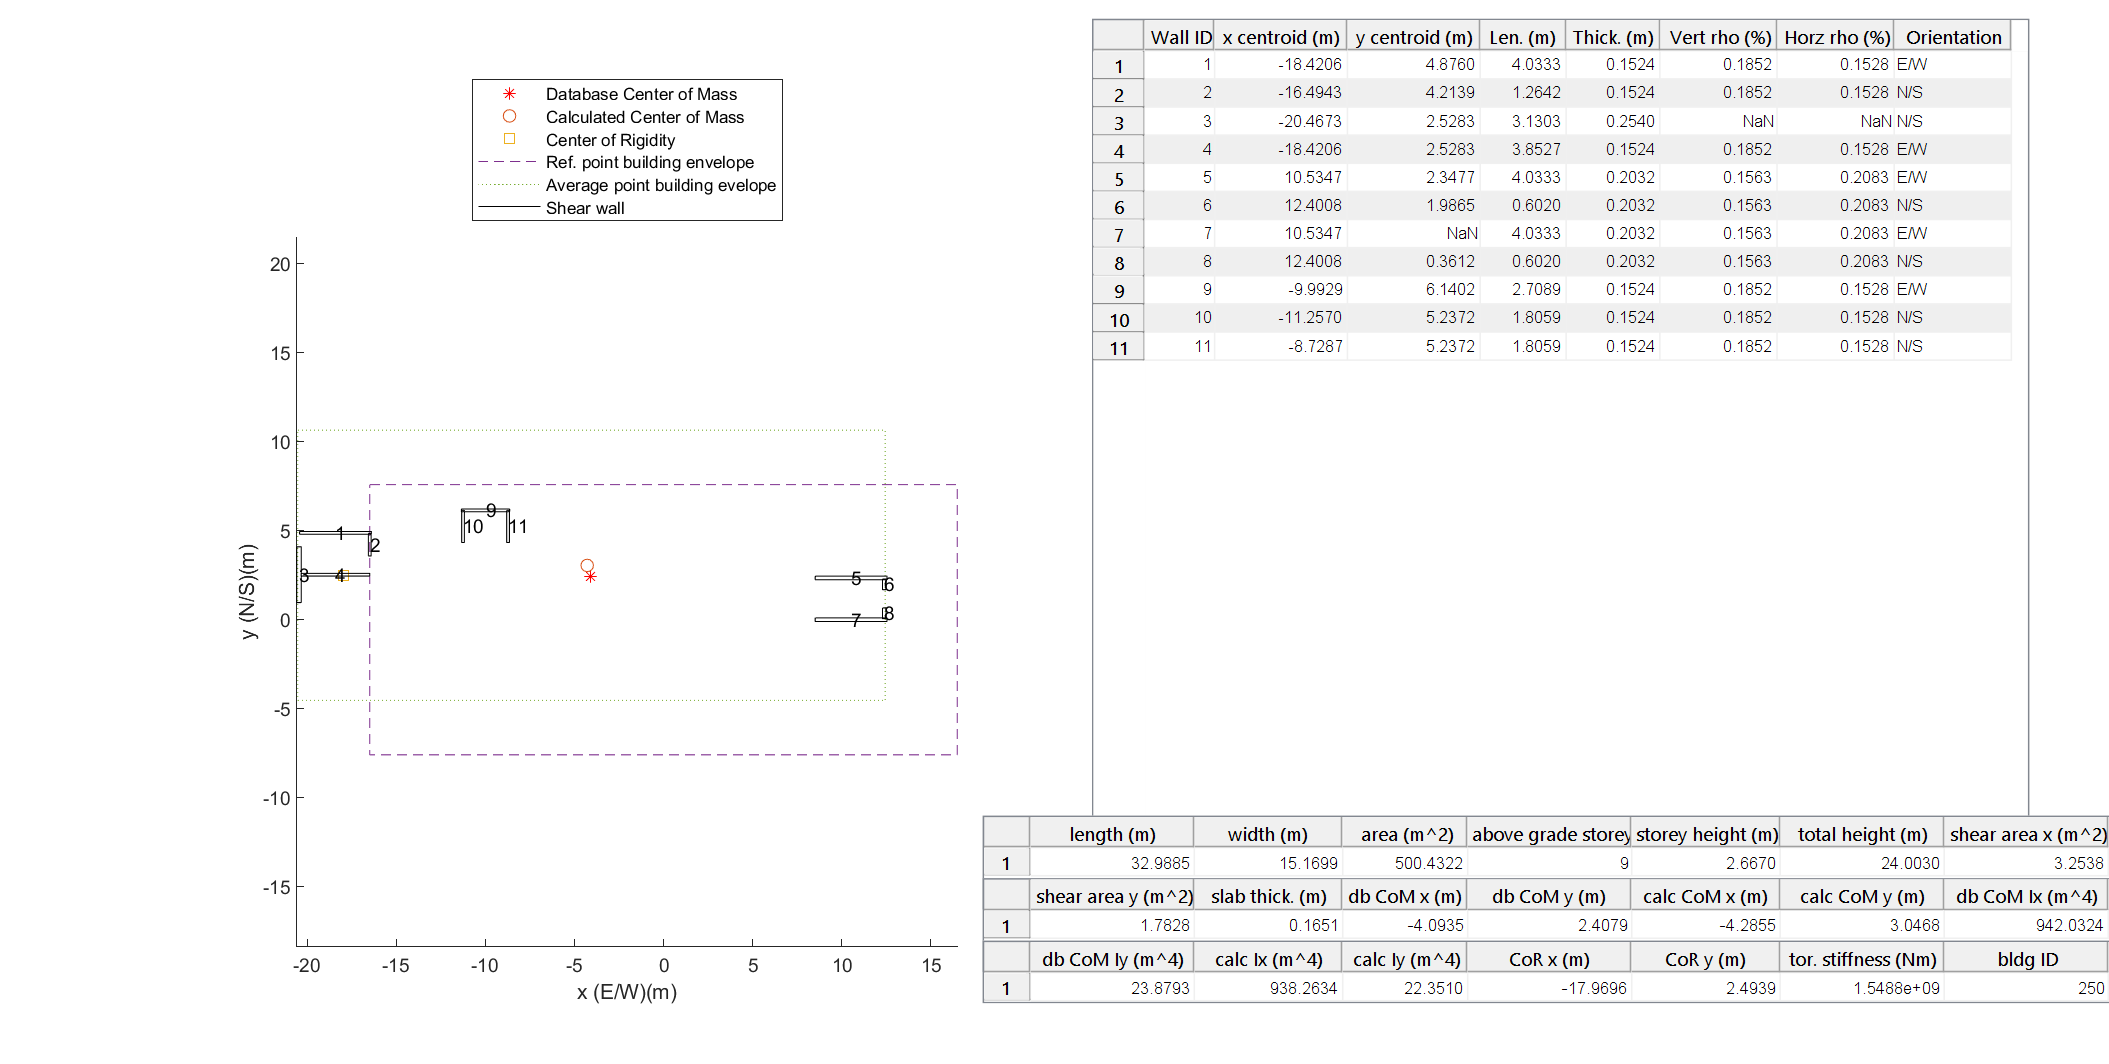 Database Center of Mass
Calculated Center of Mass
Center of Rigidity
Ref. point building envelope
Average point building evelope
Shear wall
20
15
10
5
0
-5
-10
-15
y (N/S)(m)
-20 -15 -10 -5 0 5 10 15
x (E/W)(m)
1
2
3
4
5
6
7
8
9
10
11
Wall ID x centroid (m) y centroid (m) Len. (m) Thick. (m) Vert rho (%) Horz rho (%) Orientation
1 1 -18.4206 4.8760 4.0333 0.1524 0.1852 0.1528 E/W
2 2 -16.4943 4.2139 1.2642 0.1524 0.1852 0.1528 N/S
3 3 -20.4673 2.5283 3.1303 0.2540 NaN NaN N/S
4 4 -18.4206 2.5283 3.8527 0.1524 0.1852 0.1528 E/W
5 5 10.5347 2.3477 4.0333 0.2032 0.1563 0.2083 E/W
6 6 12.4008 1.9865 0.6020 0.2032 0.1563 0.2083 N/S
7 7 10.5347 NaN 4.0333 0.2032 0.1563 0.2083 E/W
8 8 12.4008 0.3612 0.6020 0.2032 0.1563 0.2083 N/S
9 9 -9.9929 6.1402 2.7089 0.1524 0.1852 0.1528 E/W
10 10 -11.2570 5.2372 1.8059 0.1524 0.1852 0.1528 N/S
11 11 -8.7287 5.2372 1.8059 0.1524 0.1852 0.1528 N/S
length (m) width (m) area (m^2) above grade storey storey height (m) total height (m) shear area x (m^2)
1 32.9885 15.1699 500.4322 9 2.6670 24.0030 3.2538
shear area y (m^2) slab thick. (m) db CoM x (m) db CoM y (m) calc CoM x (m) calc CoM y (m) db CoM Ix (m^4)
1 1.7828 0.1651 -4.0935 2.4079 -4.2855 3.0468 942.0324
db CoM Iy (m^4) calc Ix (m^4) calc Iy (m^4) CoR x (m) CoR y (m) tor. stiffness (Nm) bldg ID
1 23.8793 938.2634 22.3510 -17.9696 2.4939 1.5488e+09 250